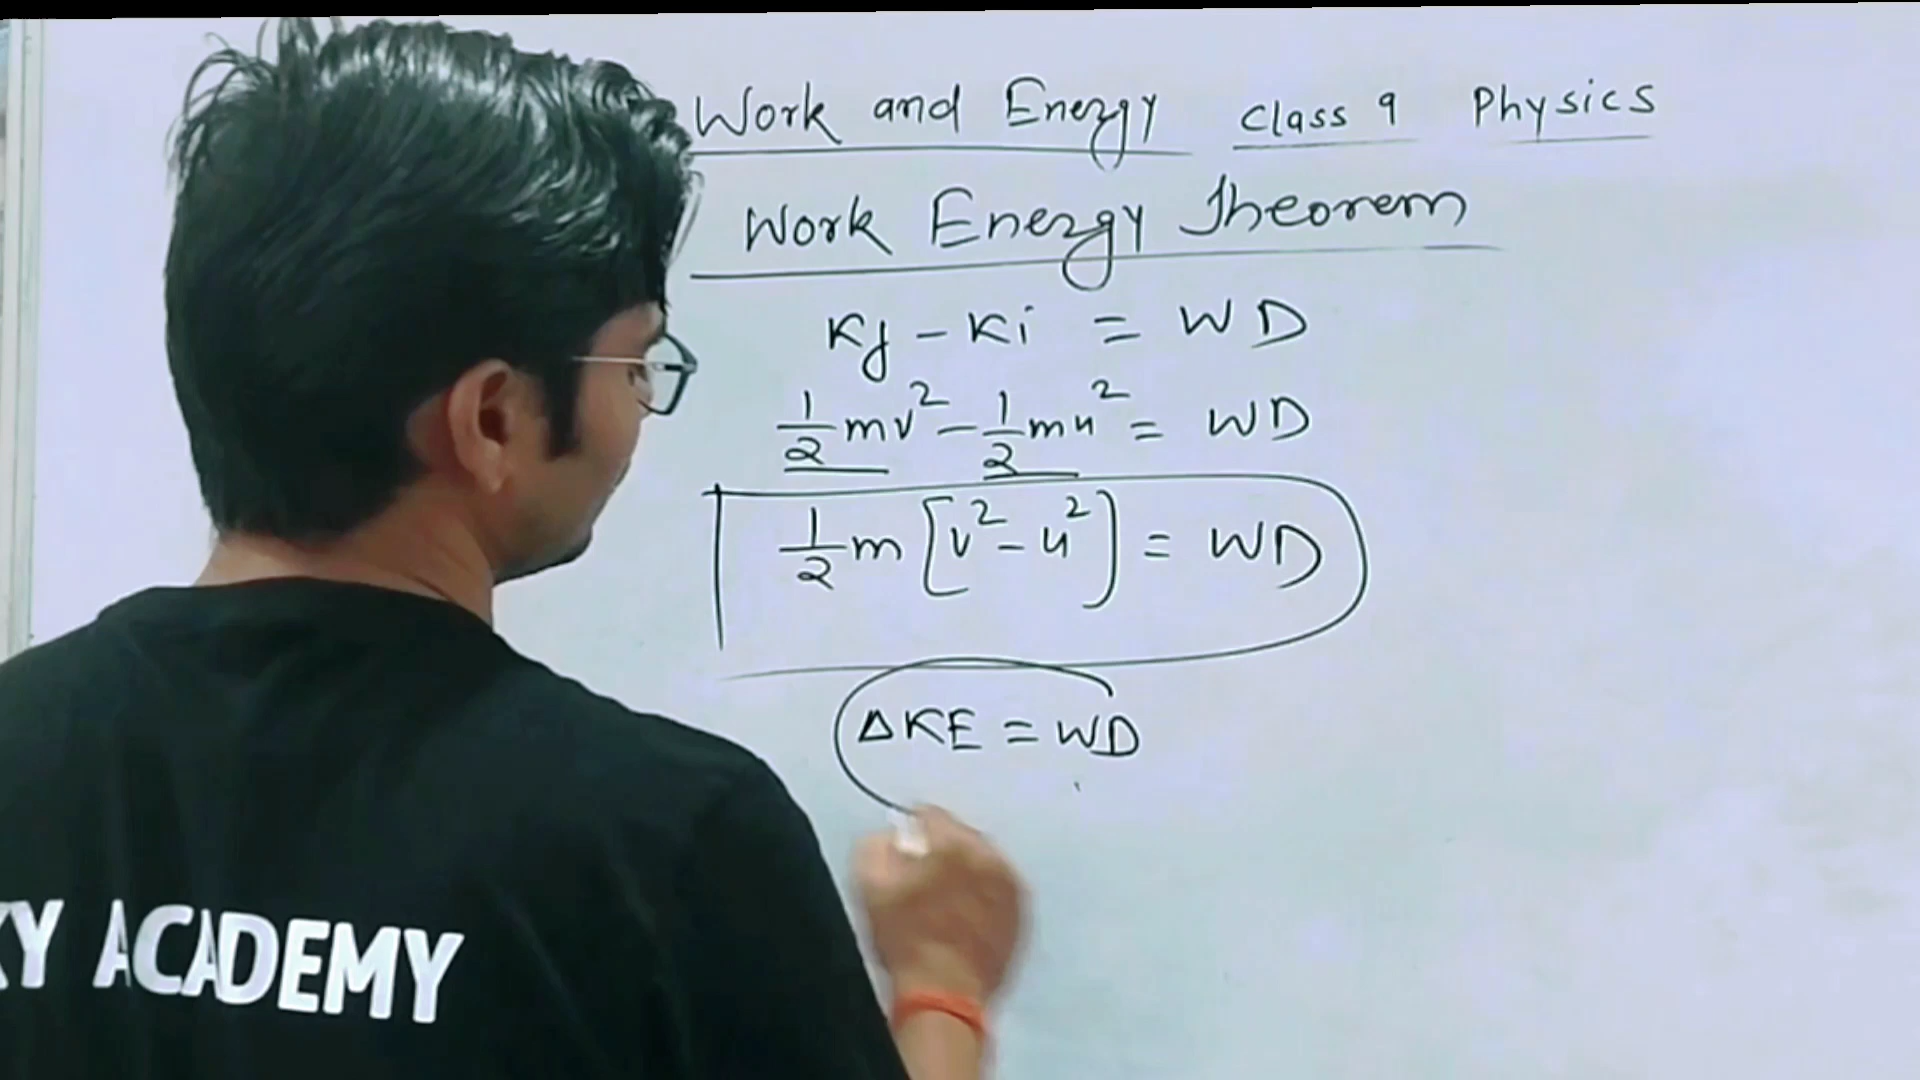 Work and Energy Class 9 Physics
Work Energy Theorem
Kf - Ki = WD
1/2 mv² - 1/2 mu² = WD
1/2 m [v² - u²] = WD
ΔKE = WD
ACADEMY